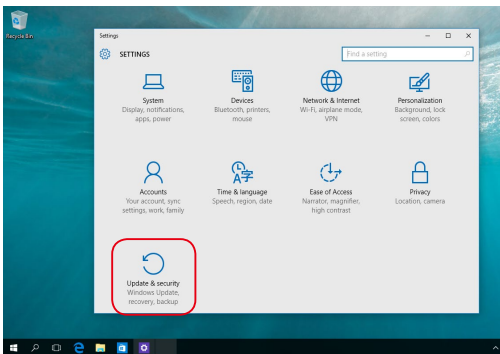 Recycle Bin
Settings
SETTINGS
Find a setting
System
Display, notifications,
apps, power
Devices
Bluetooth, printers,
mouse
Network & Internet
Wi-Fi, airplane mode,
VPN
Personalization
Background, lock
screen, colors
Accounts
Your account, sync
settings, work, family
Time & language
Speech, region, date
Ease of Access
Narrator, magnifier,
high contrast
Privacy
Location, camera
Update & security
Windows Update,
recovery, backup